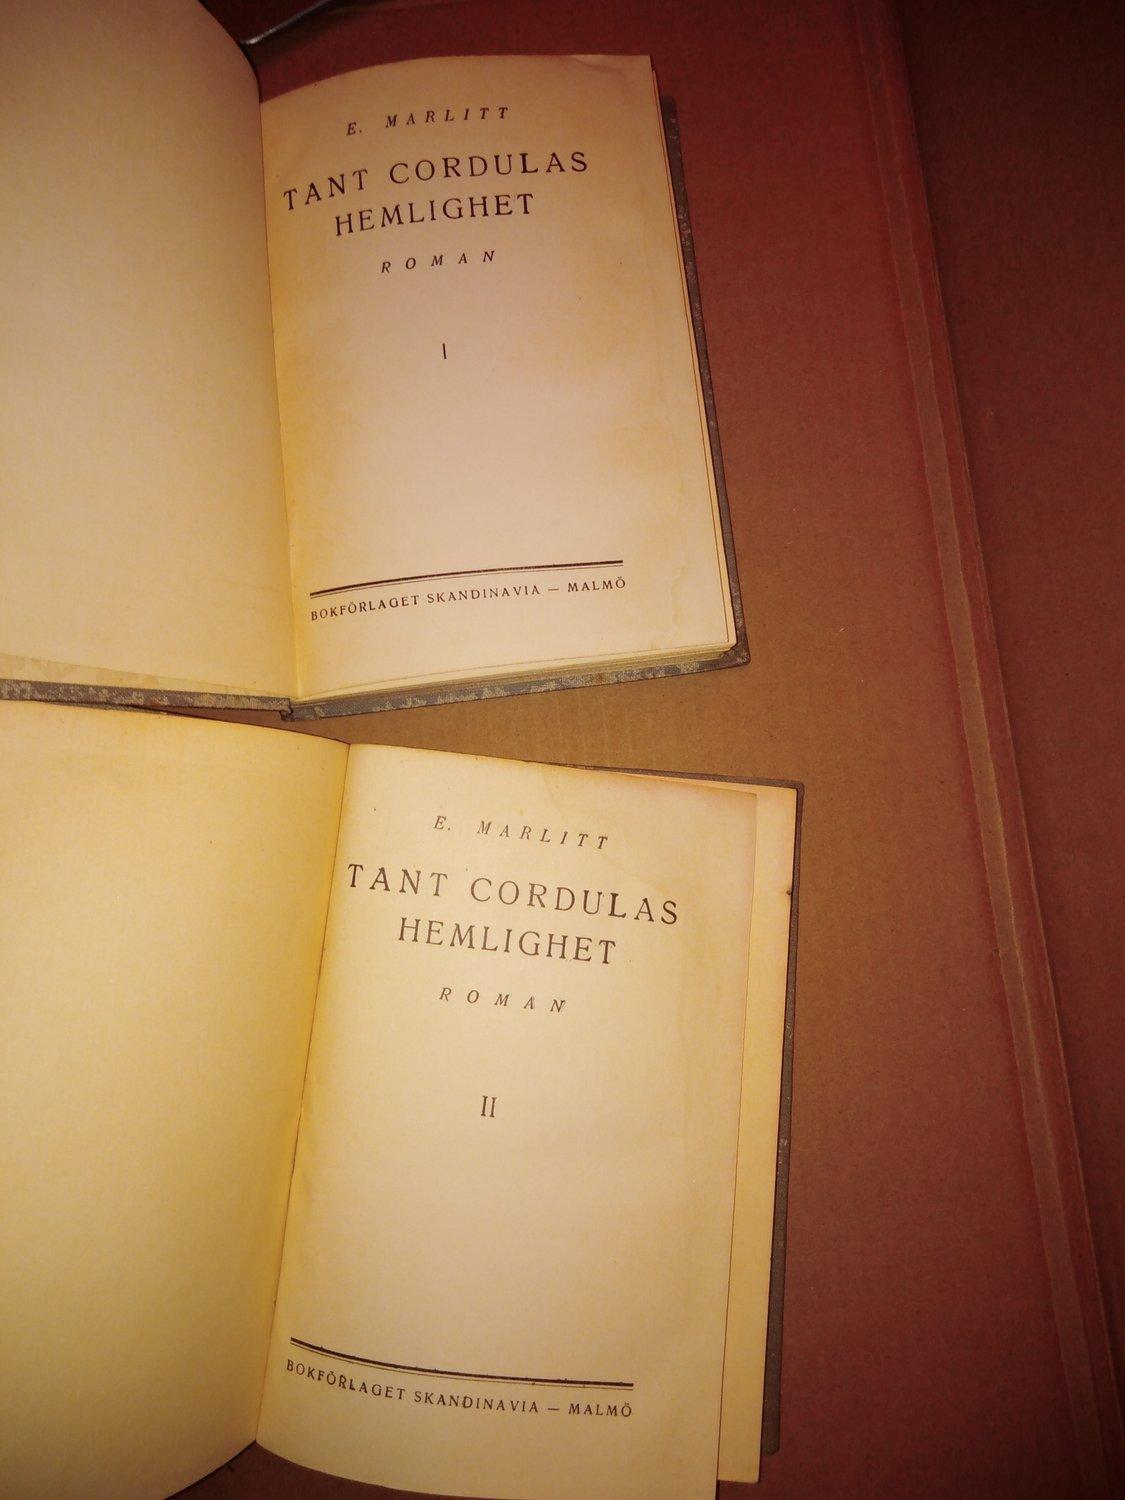 E. MARLITT
TANT CORDULAS
HEMLIGHET
ROMAN
I
BOKFÖRLAGET SKANDINAVIA — MALMÖ
E. MARLITT
TANT CORDULAS
HEMLIGHET
ROMAN
II
BOKFÖRLAGET SKANDINAVIA — MALMÖ